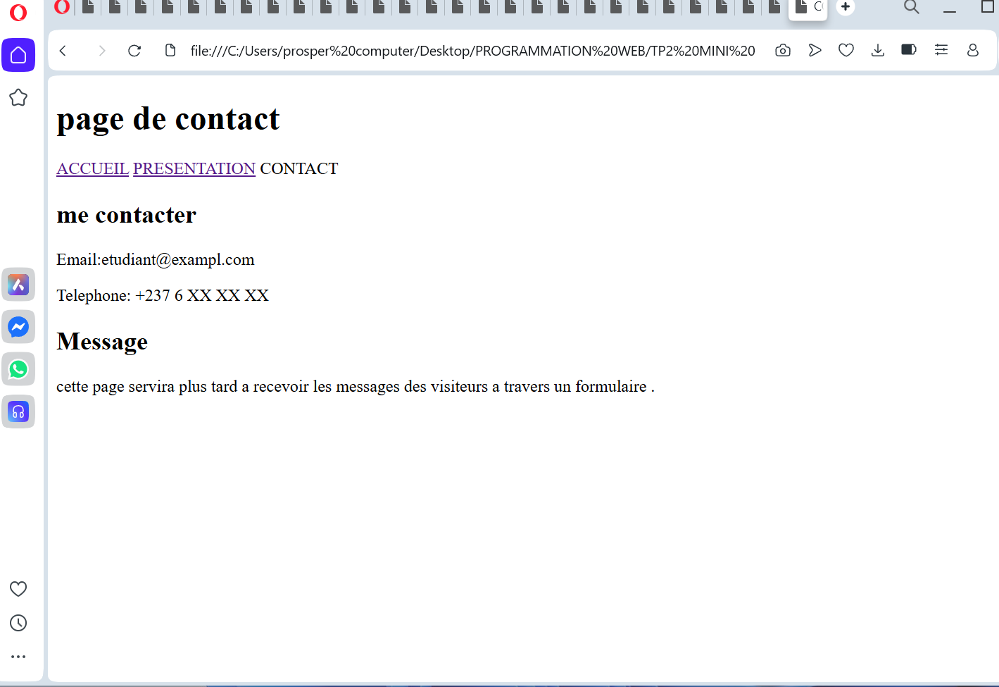 C
file:///C:/Users/prosper%20computer/Desktop/PROGRAMMATION%20WEB/TP2%20MINI%20
page de contact
ACCUEIL PRESENTATION CONTACT
me contacter
Email:etudiant@exampl.com
Telephone: +237 6 XX XX XX
Message
cette page servira plus tard a recevoir les messages des visiteurs a travers un formulaire .